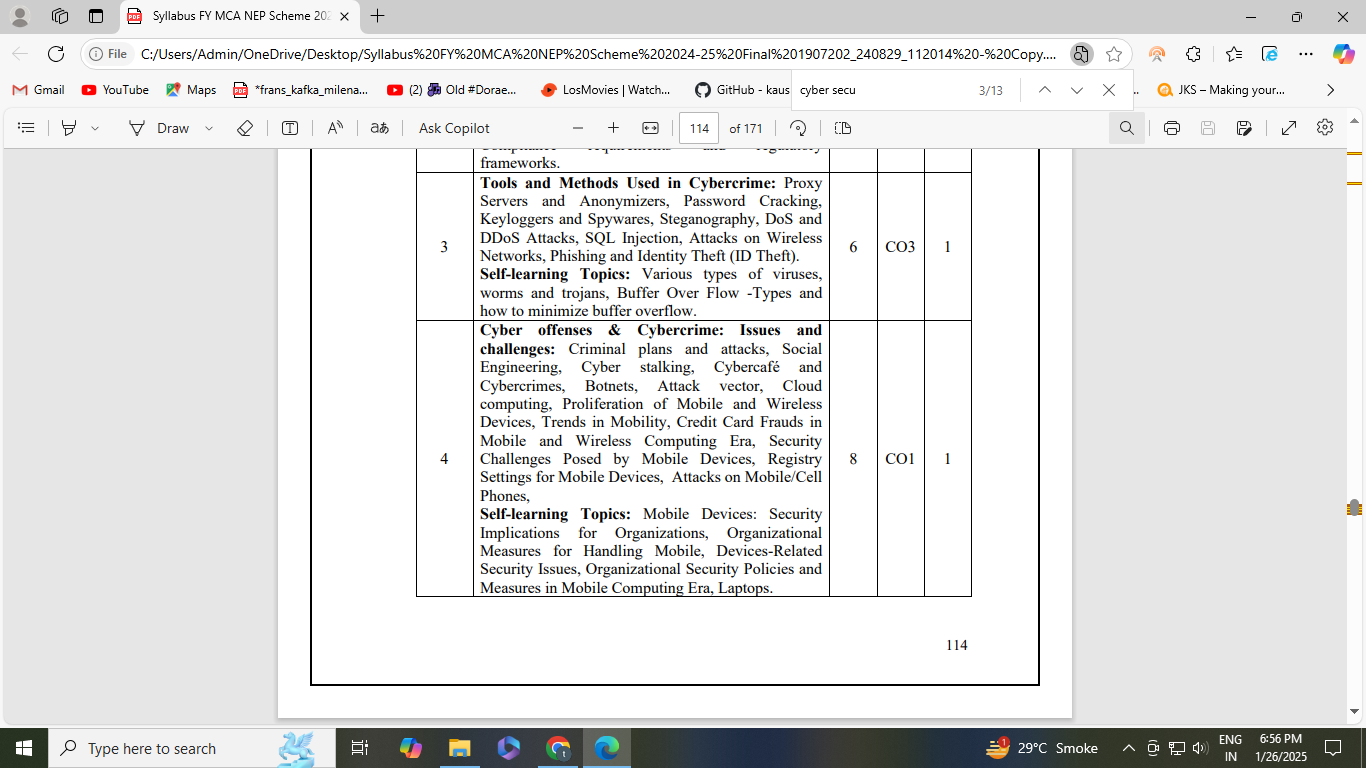 Syllabus FY MCA NEP Scheme 202
File
C:/Users/Admin/OneDrive/Desktop/Syllabus%20FY%20MCA%20NEP%20Scheme%202024-25%20Final%201907202_240829_112014%20-%20Copy....
Gmail
YouTube
Maps
*frans_kafka_milena...
(2) Old #Dorae...
LosMovies | Watch...
GitHub - kaus
cyber secu
3/13
JKS – Making your...
Draw
aあ
Ask Copilot
114 of 171
frameworks.
3
Tools and Methods Used in Cybercrime: Proxy
Servers and Anonymizers, Password Cracking,
Keyloggers and Spywares, Steganography, DoS and
DDoS Attacks, SQL Injection, Attacks on Wireless
Networks, Phishing and Identity Theft (ID Theft).
Self-learning Topics: Various types of viruses,
worms and trojans, Buffer Over Flow -Types and
how to minimize buffer overflow.
6
CO3
1
4
Cyber offenses & Cybercrime: Issues and
challenges: Criminal plans and attacks, Social
Engineering, Cyber stalking, Cybercafé and
Cybercrimes, Botnets, Attack vector, Cloud
computing, Proliferation of Mobile and Wireless
Devices, Trends in Mobility, Credit Card Frauds in
Mobile and Wireless Computing Era, Security
Challenges Posed by Mobile Devices, Registry
Settings for Mobile Devices, Attacks on Mobile/Cell
Phones,
Self-learning Topics: Mobile Devices: Security
Implications for Organizations, Organizational
Measures for Handling Mobile, Devices-Related
Security Issues, Organizational Security Policies and
Measures in Mobile Computing Era, Laptops.
8
CO1
1
114
Type here to search
1
29°C Smoke
ENG
IN
6:56 PM
1/26/2025